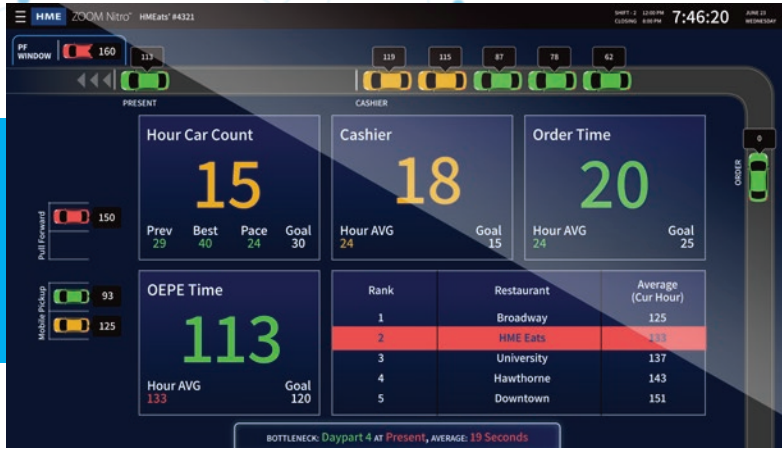 HME ZOOM Nitro® HMEats' #4321
SHIFT - 2 12:00 PM
CLOSING 8:00 PM
7:46:20
JUNE 23
WEDNESDAY
PF
WINDOW
160
113
119 115 87 78 62
PRESENT
CASHIER
0
ORDER
Hour Car Count
15
Prev Best Pace Goal
29 40 24 30
Cashier
18
Hour AVG Goal
24 15
Order Time
20
Hour AVG Goal
24 25
Pull Forward
150
Mobile Pickup
93
125
OEPE Time
113
Hour AVG Goal
133 120
Rank Restaurant Average
(Cur Hour)
1 Broadway 125
2 HME Eats 133
3 University 137
4 Hawthorne 143
5 Downtown 151
BOTTLENECK: Daypart 4 AT Present, AVERAGE: 19 Seconds